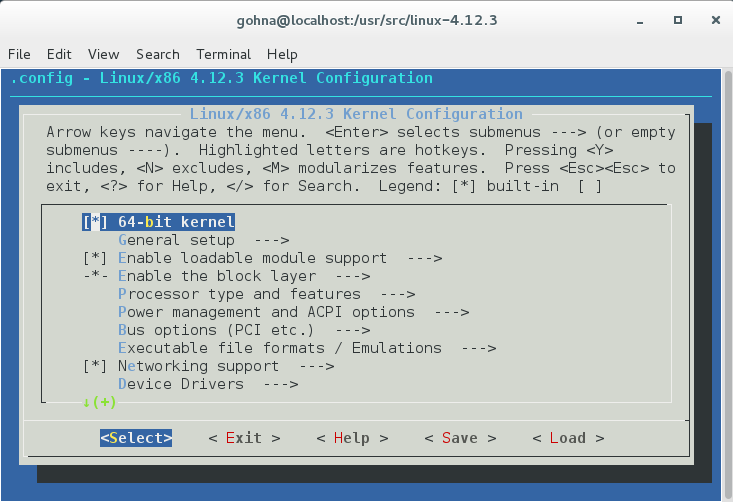 gohna@localhost:/usr/src/linux-4.12.3
File Edit View Search Terminal Help
.config - Linux/x86 4.12.3 Kernel Configuration
Linux/x86 4.12.3 Kernel Configuration
Arrow keys navigate the menu.  <Enter> selects submenus ---> (or empty
submenus ----).  Highlighted letters are hotkeys.  Pressing <Y>
includes, <N> excludes, <M> modularizes features.  Press <Esc><Esc> to
exit, <?> for Help, </> for Search.  Legend: [*] built-in  [ ]
[*] 64-bit kernel
General setup  --->
[*] Enable loadable module support  --->
-*- Enable the block layer  --->
Processor type and features  --->
Power management and ACPI options  --->
Bus options (PCI etc.)  --->
Executable file formats / Emulations  --->
[*] Networking support  --->
Device Drivers  --->
↓(+)
<Select>    < Exit >    < Help >    < Save >    < Load >